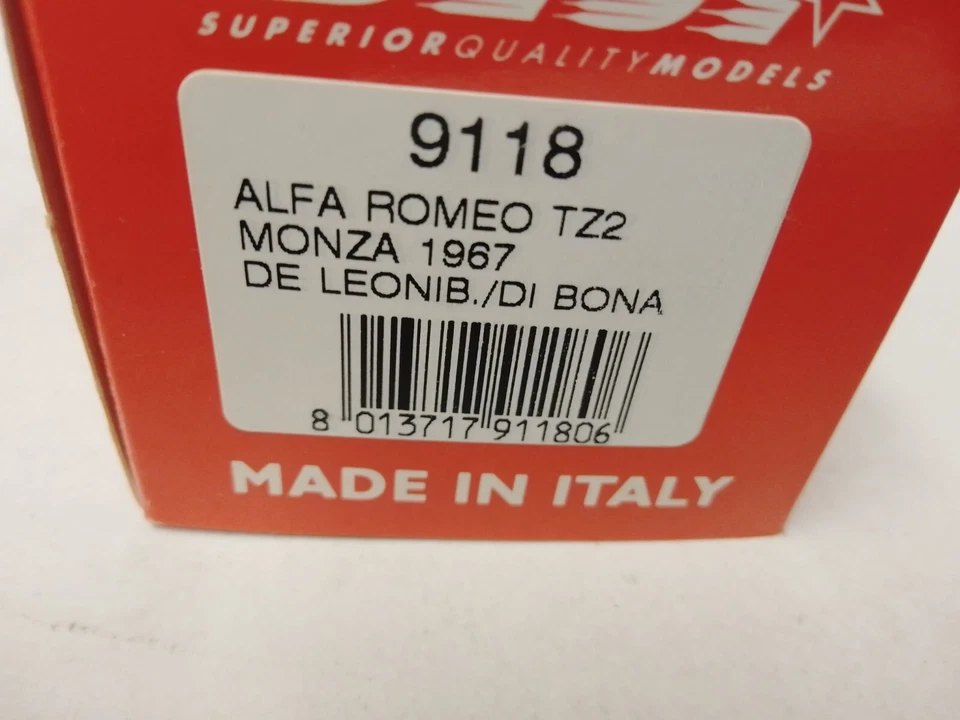 SUPERIORQUALITYMODELS
9118
ALFA ROMEO TZ2
MONZA 1967
DE LEONIB./DI BONA
8 013717 911806
MADE IN ITALY